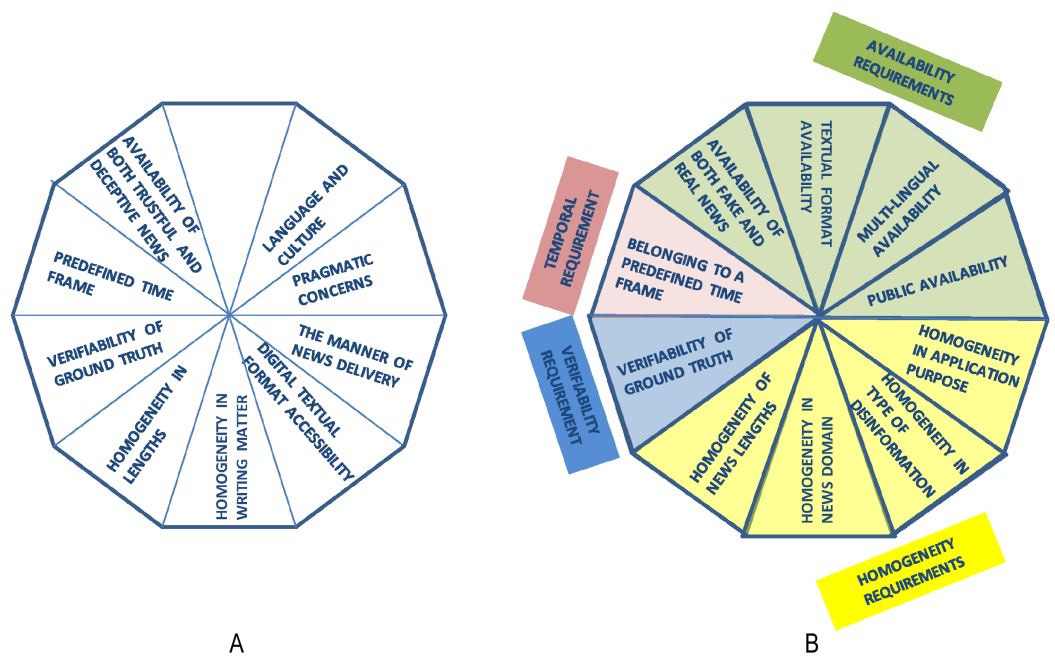 AVAILABILITY OF
BOTH TRUSTFUL AND
DECEPTIVE NEWS
LANGUAGE AND
CULTURE
PRAGMATIC
CONCERNS
THE MANNER OF
NEWS DELIVERY
DIGITAL TEXTUAL
FORMAT ACCESSIBILITY
HOMOGENEITY IN
WRITING MATTER
HOMOGENEITY IN
LENGTHS
VERIFIABILITY OF
GROUND TRUTH
PREDEFINED TIME
FRAME
A
AVAILABILITY
REQUIREMENTS
TEMPORAL
REQUIREMENT
VERIFIABILITY
REQUIREMENT
HOMOGENEITY
REQUIREMENTS
AVAILABILITY OF
BOTH FAKE AND
REAL NEWS
TEXTUAL FORMAT
AVAILABILITY
MULTI-LINGUAL
AVAILABILITY
PUBLIC AVAILABILITY
HOMOGENEITY
IN APPLICATION
PURPOSE
HOMOGENEITY IN
TYPE OF
DISINFORMATION
HOMOGENEITY IN
NEWS DOMAIN
HOMOGENEITY OF
NEWS LENGTHS
VERIFIABILITY OF
GROUND TRUTH
BELONGING TO A
PREDEFINED TIME
FRAME
B